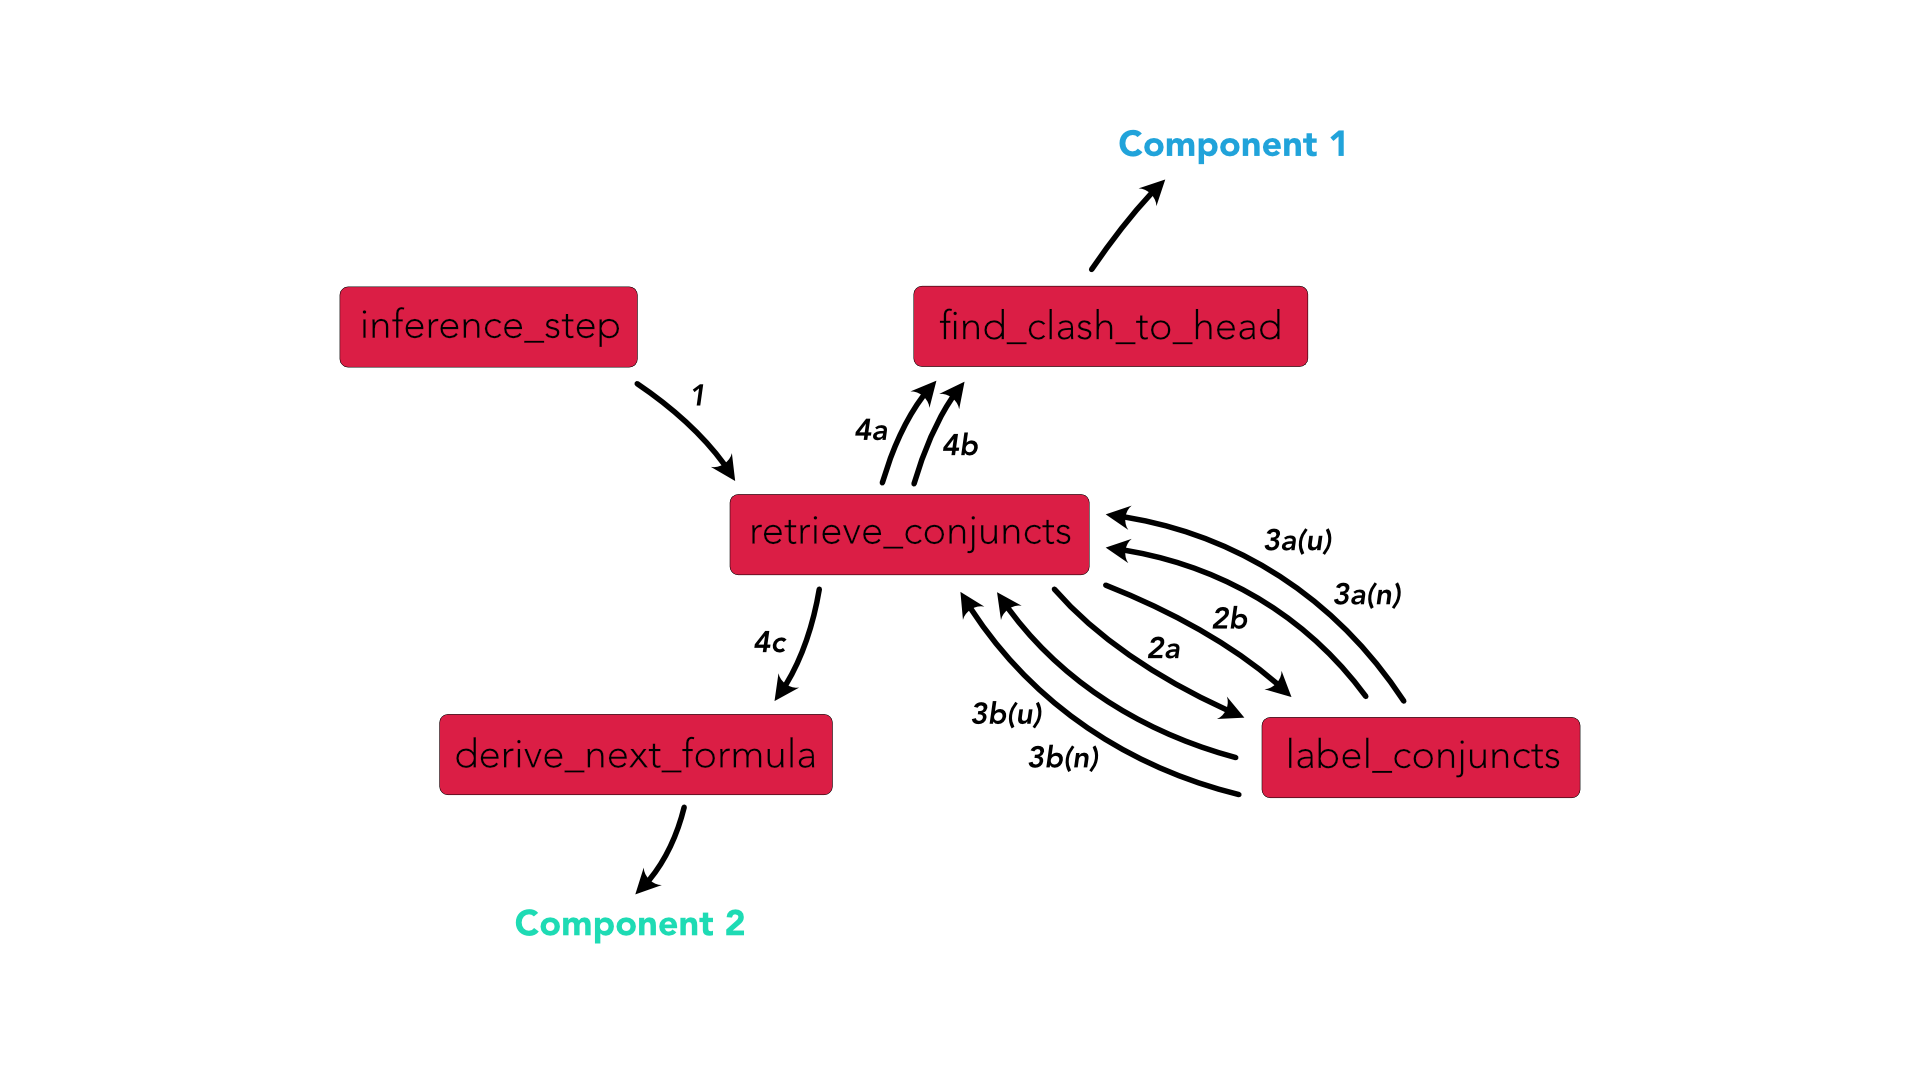 Component 1
inference_step
find_clash_to_head
1
4a
4b
retrieve_conjuncts
3a(u)
3a(n)
2b
2a
4c
3b(u)
3b(n)
derive_next_formula
label_conjuncts
Component 2